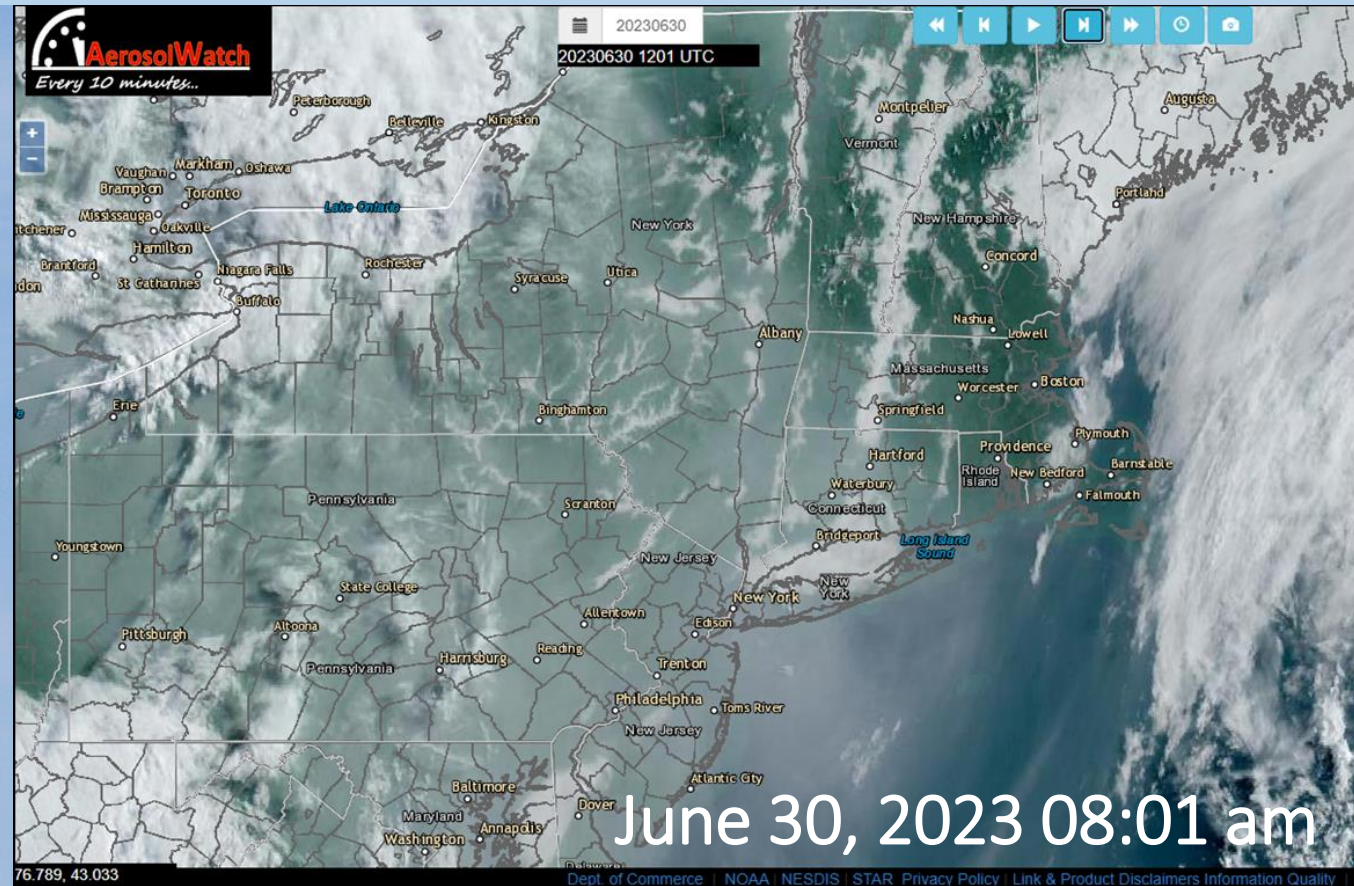 AerosolWatch
Every 10 minutes...
20230630
20230630 1201 UTC
+
−
Peterborough
Belleville
Kingston
Montpelier
Vermont
Augusta
Vaughan
Markham
Oshawa
Brampton
Toronto
Lake Ontario
Portland
Mississauga
Oakville
New York
New Hampshire
itchener
Hamilton
Brantford
Niagara Falls
Rochester
Concord
don
St Catharines
Syracuse
Utica
Buffalo
Nashua
Albany
Lowell
Massachusetts
Worcester
Boston
Erie
Binghamton
Springfield
Plymouth
Hartford
Providence
Barnstable
Rhode
Island
New Bedford
Pennsylvania
Scranton
Waterbury
Falmouth
Connecticut
Youngstown
New Jersey
Bridgeport
Long Island
Sound
State College
New
York
New York
Allentown
Pittsburgh
Altoona
Edison
Reading
Harrisburg
Pennsylvania
Trenton
Philadelphia
Toms River
New Jersey
Baltimore
Atlantic City
Maryland
Dover
Annapolis
Washington
Delaware
June 30, 2023 08:01 am
76.789, 43.033
Dept. of Commerce | NOAA | NESDIS | STAR Privacy Policy | Link & Product Disclaimers Information Quality